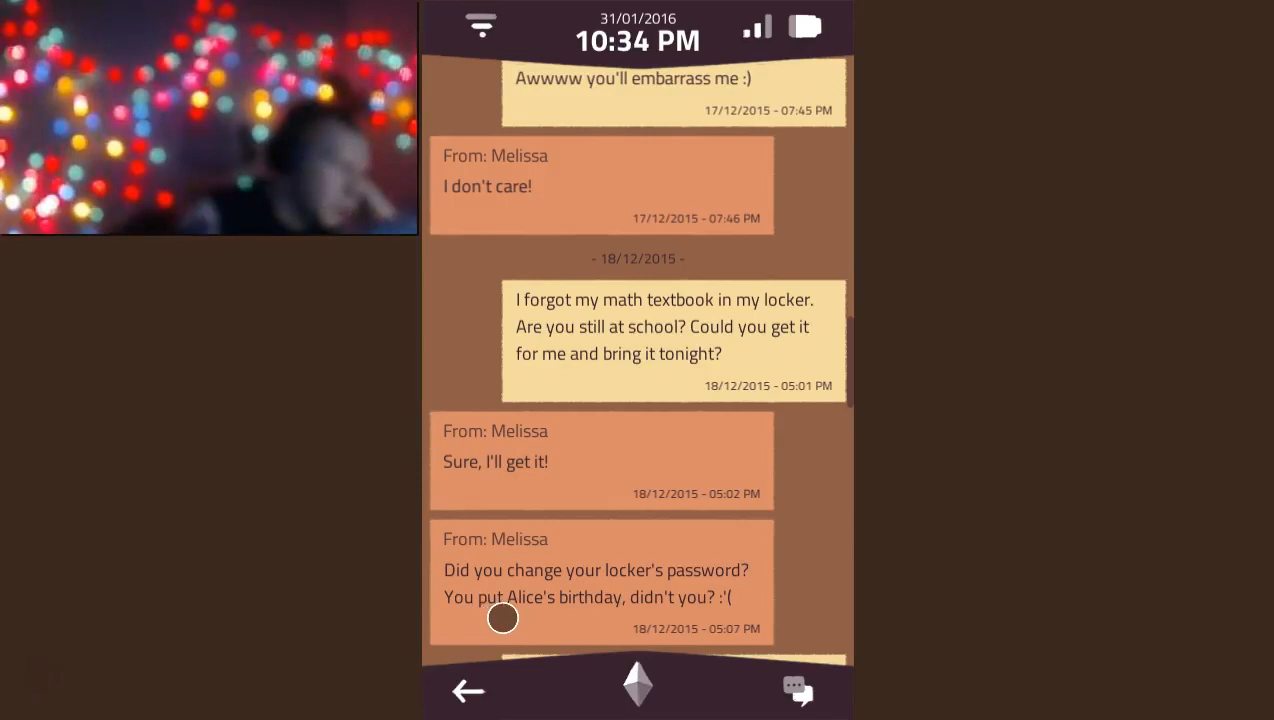 31/01/2016
10:34 PM
Awwww you'll embarrass me :)
17/12/2015 - 07:45 PM
From: Melissa
I don't care!
17/12/2015 - 07:46 PM
- 18/12/2015 -
I forgot my math textbook in my locker.
Are you still at school? Could you get it
for me and bring it tonight?
18/12/2015 - 05:01 PM
From: Melissa
Sure, I'll get it!
18/12/2015 - 05:02 PM
From: Melissa
Did you change your locker's password?
You put Alice's birthday, didn't you? :'(
18/12/2015 - 05:07 PM